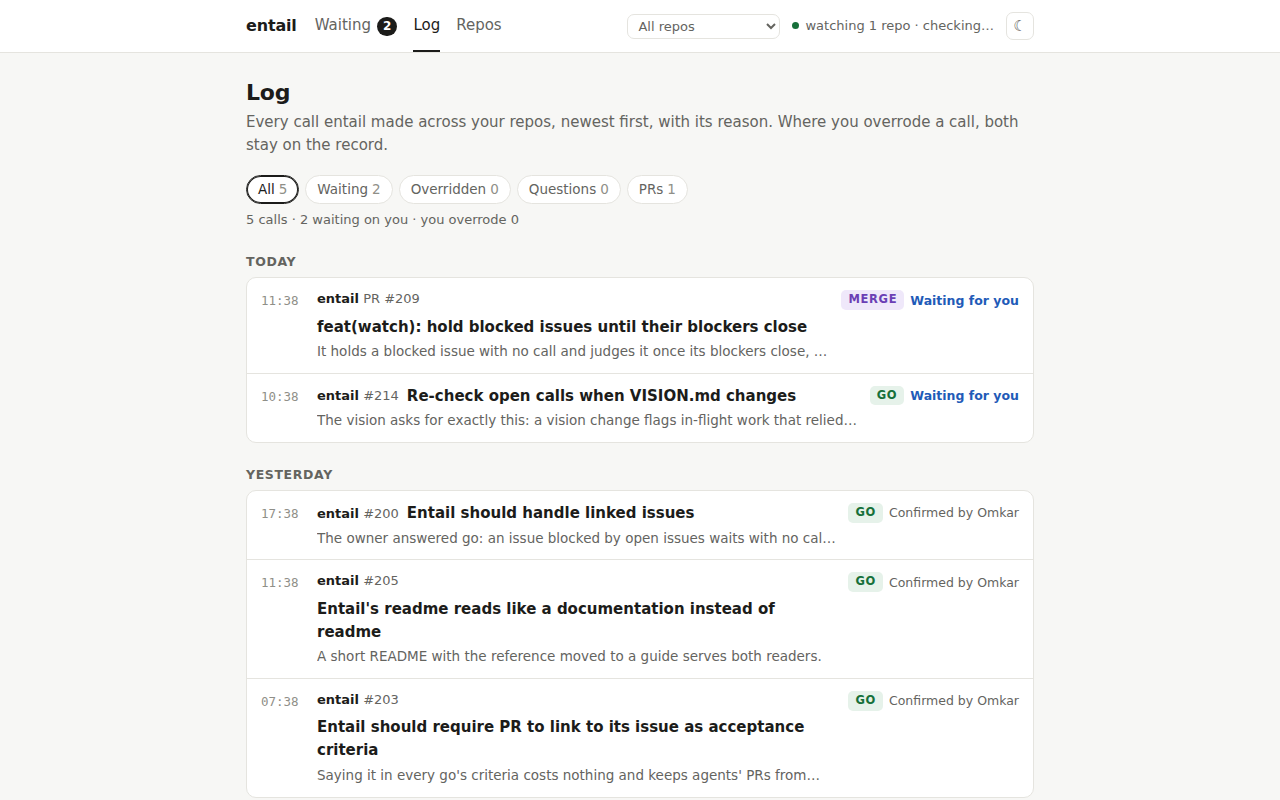 entail Waiting 2 Log Repos All repos watching 1 repo · checking… ☾
Log
Every call entail made across your repos, newest first, with its reason. Where you overrode a call, both
stay on the record.
All 5 Waiting 2 Overridden 0 Questions 0 PRs 1
5 calls · 2 waiting on you · you overrode 0
TODAY
11:38 entail PR #209 MERGE Waiting for you
feat(watch): hold blocked issues until their blockers close
It holds a blocked issue with no call and judges it once its blockers close, …
10:38 entail #214 Re-check open calls when VISION.md changes GO Waiting for you
The vision asks for exactly this: a vision change flags in-flight work that relied…
YESTERDAY
17:38 entail #200 Entail should handle linked issues GO Confirmed by Omkar
The owner answered go: an issue blocked by open issues waits with no cal…
11:38 entail #205 GO Confirmed by Omkar
Entail's readme reads like a documentation instead of
readme
A short README with the reference moved to a guide serves both readers.
07:38 entail #203 GO Confirmed by Omkar
Entail should require PR to link to its issue as acceptance
criteria
Saying it in every go's criteria costs nothing and keeps agents' PRs from…